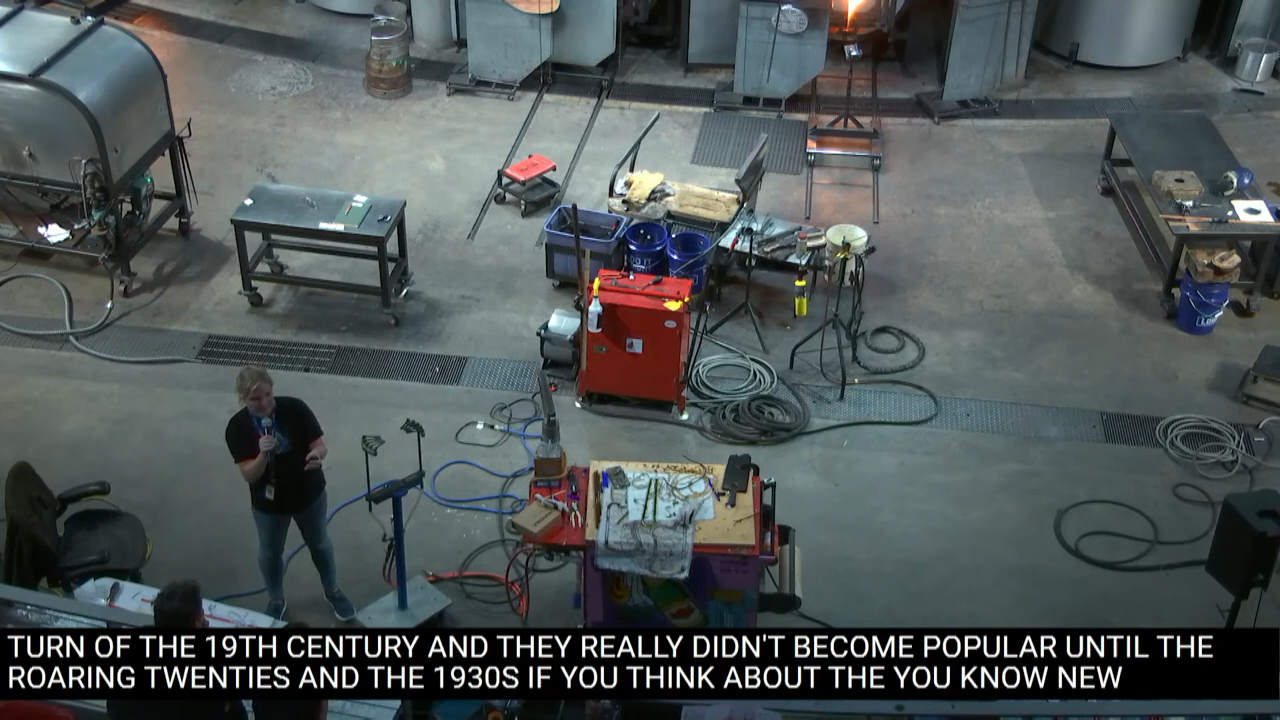 TURN OF THE 19TH CENTURY AND THEY REALLY DIDN'T BECOME POPULAR UNTIL THE
ROARING TWENTIES AND THE 1930S IF YOU THINK ABOUT THE YOU KNOW NEW